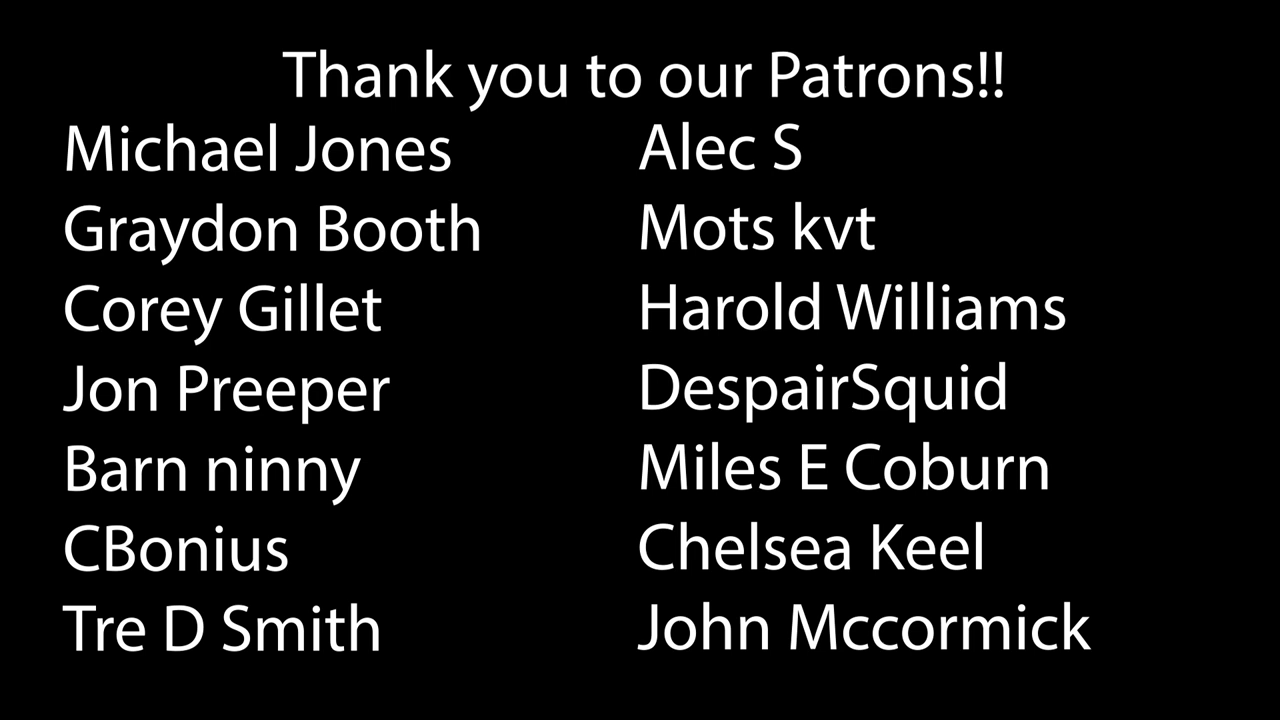 Thank you to our Patrons!!
Michael Jones
Graydon Booth
Corey Gillet
Jon Preeper
Barn ninny
CBonius
Tre D Smith
Alec S
Mots kvt
Harold Williams
DespairSquid
Miles E Coburn
Chelsea Keel
John Mccormick